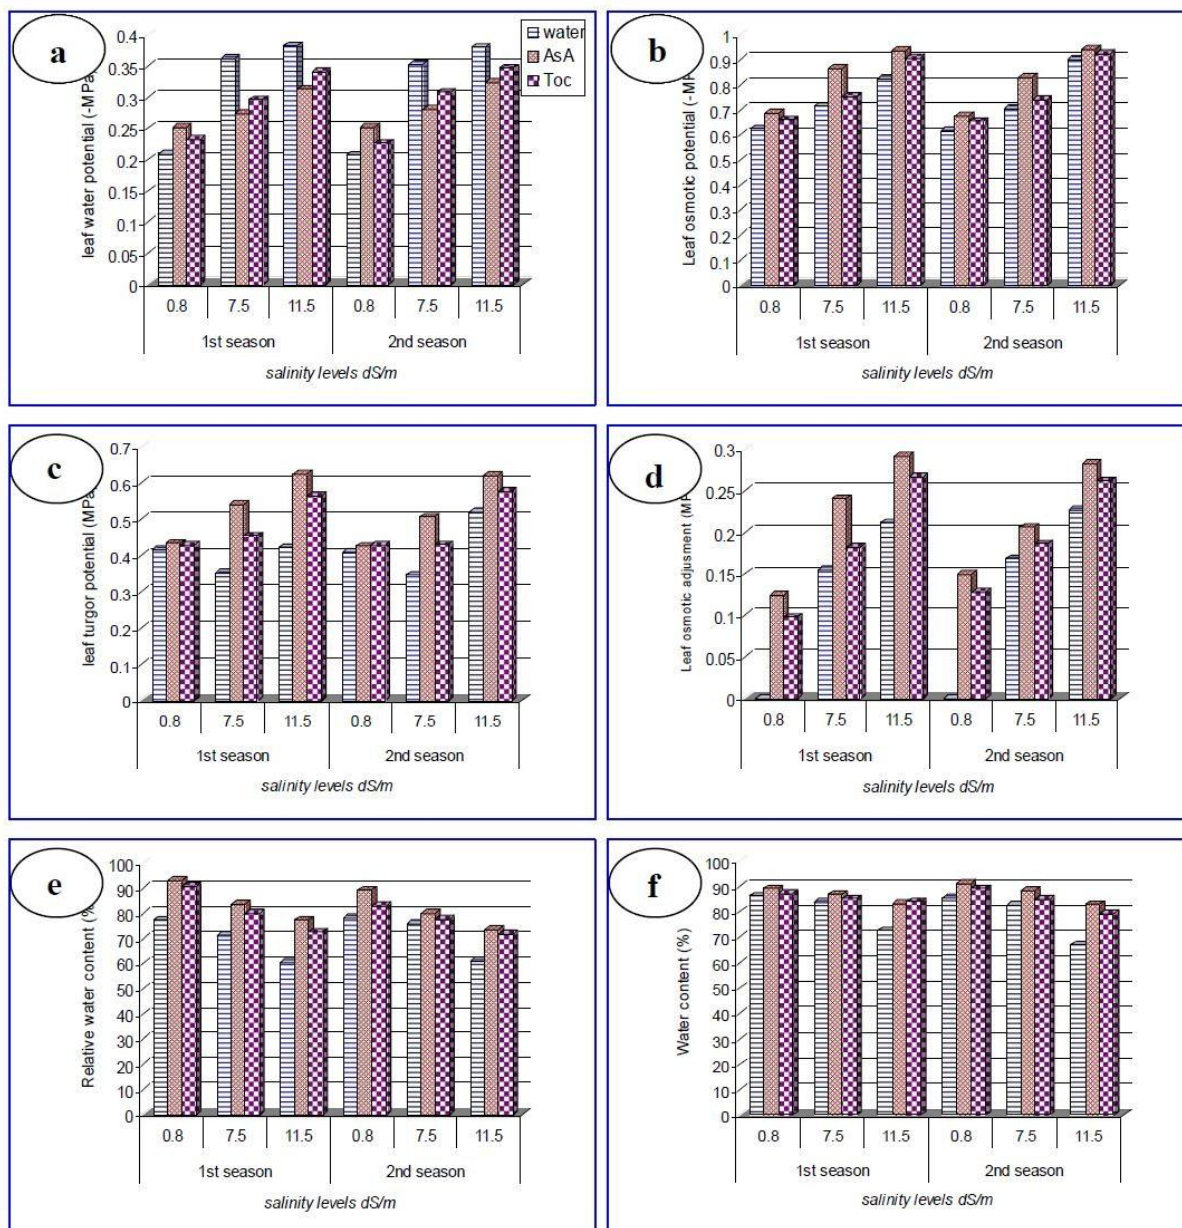 a
leaf water potential (-MPa
0.4
0.35
0.3
0.25
0.2
0.15
0.1
0.05
0
water
AsA
Toc
0.8 7.5 11.5 0.8 7.5 11.5
1st season 2nd season
salinity levels dS/m
b
Leaf osmotic potential (-MP
1
0.9
0.8
0.7
0.6
0.5
0.4
0.3
0.2
0.1
0
0.8 7.5 11.5 0.8 7.5 11.5
1st season 2nd season
salinity levels dS/m
c
leaf turgor potential (MPa
0.7
0.6
0.5
0.4
0.3
0.2
0.1
0
0.8 7.5 11.5 0.8 7.5 11.5
1st season 2nd season
salinity levels dS/m
d
Leaf osmotic adjusment (MP
0.3
0.25
0.2
0.15
0.1
0.05
0
0.8 7.5 11.5 0.8 7.5 11.5
1st season 2nd season
salinity levels dS/m
e
Relative water content (%
100
90
80
70
60
50
40
30
20
10
0
0.8 7.5 11.5 0.8 7.5 11.5
1st season 2nd season
salinity levels dS/m
f
Water content (%)
100
90
80
70
60
50
40
30
20
10
0
0.8 7.5 11.5 0.8 7.5 11.5
1st season 2nd season
salinity levels dS/m